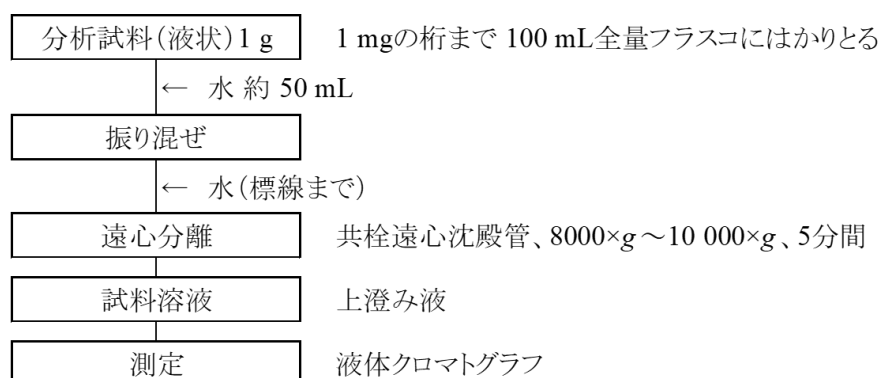 分析試料(液状)1 g 1 mgの桁まで 100 mL全量フラスコにはかりとる
← 水 約 50 mL
振り混ぜ
← 水(標線まで)
遠心分離 共栓遠心沈殿管、8000×g～10 000×g、5分間
試料溶液 上澄み液
測定 液体クロマトグラフ